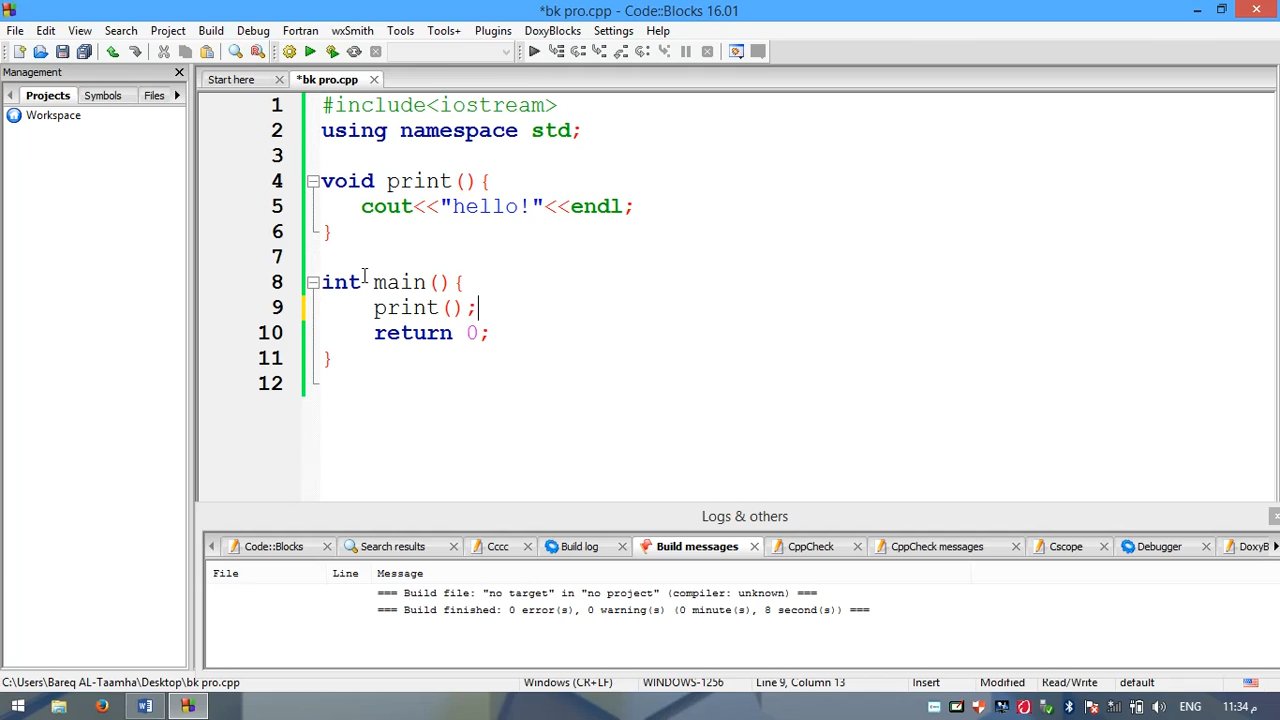 *bk pro.cpp - Code::Blocks 16.01
File Edit View Search Project Build Debug Fortran wxSmith Tools Tools+ Plugins DoxyBlocks Settings Help
Management
Start here *bk pro.cpp
Projects Symbols Files
Workspace
1 #include<iostream>
2 using namespace std;
3
4 void print(){
5 cout<<"hello!"<<endl;
6 }
7
8 int main(){
9 print();
10 return 0;
11 }
12
Logs & others
Code::Blocks Search results Cccc Build log Build messages CppCheck CppCheck messages Cscope Debugger DoxyB
File Line Message
=== Build file: "no target" in "no project" (compiler: unknown) ===
=== Build finished: 0 error(s), 0 warning(s) (0 minute(s), 8 second(s)) ===
C:\Users\Bareq AL-Taamha\Desktop\bk pro.cpp Windows (CR+LF) WINDOWS-1256 Line 9, Column 13 Insert Modified Read/Write default
ENG 11:34 م